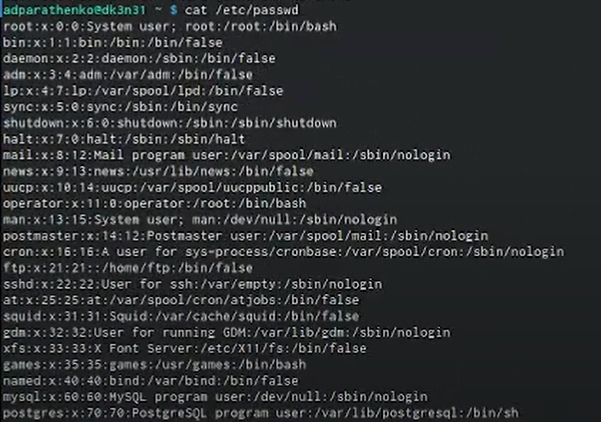 adparathenko@dk3n31 ~ $ cat /etc/passwd
root:x:0:0:System user; root:/root:/bin/bash
bin:x:1:1:bin:/bin:/bin/false
daemon:x:2:2:daemon:/sbin:/bin/false
adm:x:3:4:adm:/var/adm:/bin/false
lp:x:4:7:lp:/var/spool/lpd:/bin/false
sync:x:5:0:sync:/sbin:/bin/sync
shutdown:x:6:0:shutdown:/sbin:/sbin/shutdown
halt:x:7:0:halt:/sbin:/sbin/halt
mail:x:8:12:Mail program user:/var/spool/mail:/sbin/nologin
news:x:9:13:news:/usr/lib/news:/bin/false
uucp:x:10:14:uucp:/var/spool/uucppublic:/bin/false
operator:x:11:0:operator:/root:/bin/bash
man:x:13:15:System user; man:/dev/null:/sbin/nologin
postmaster:x:14:12:Postmaster user:/var/spool/mail:/sbin/nologin
cron:x:16:16:A user for sys-process/cronbase:/var/spool/cron:/sbin/nologin
ftp:x:21:21::/home/ftp:/bin/false
sshd:x:22:22:User for ssh:/var/empty:/sbin/nologin
at:x:25:25:at:/var/spool/cron/atjobs:/bin/false
squid:x:31:31:Squid:/var/cache/squid:/bin/false
gdm:x:32:32:User for running GDM:/var/lib/gdm:/sbin/nologin
xfs:x:33:33:X Font Server:/etc/X11/fs:/bin/false
games:x:35:35:games:/usr/games:/bin/bash
named:x:40:40:bind:/var/bind:/bin/false
mysql:x:60:60:MySQL program user:/dev/null:/sbin/nologin
postgres:x:70:70:PostgreSQL program user:/var/lib/postgresql:/bin/sh